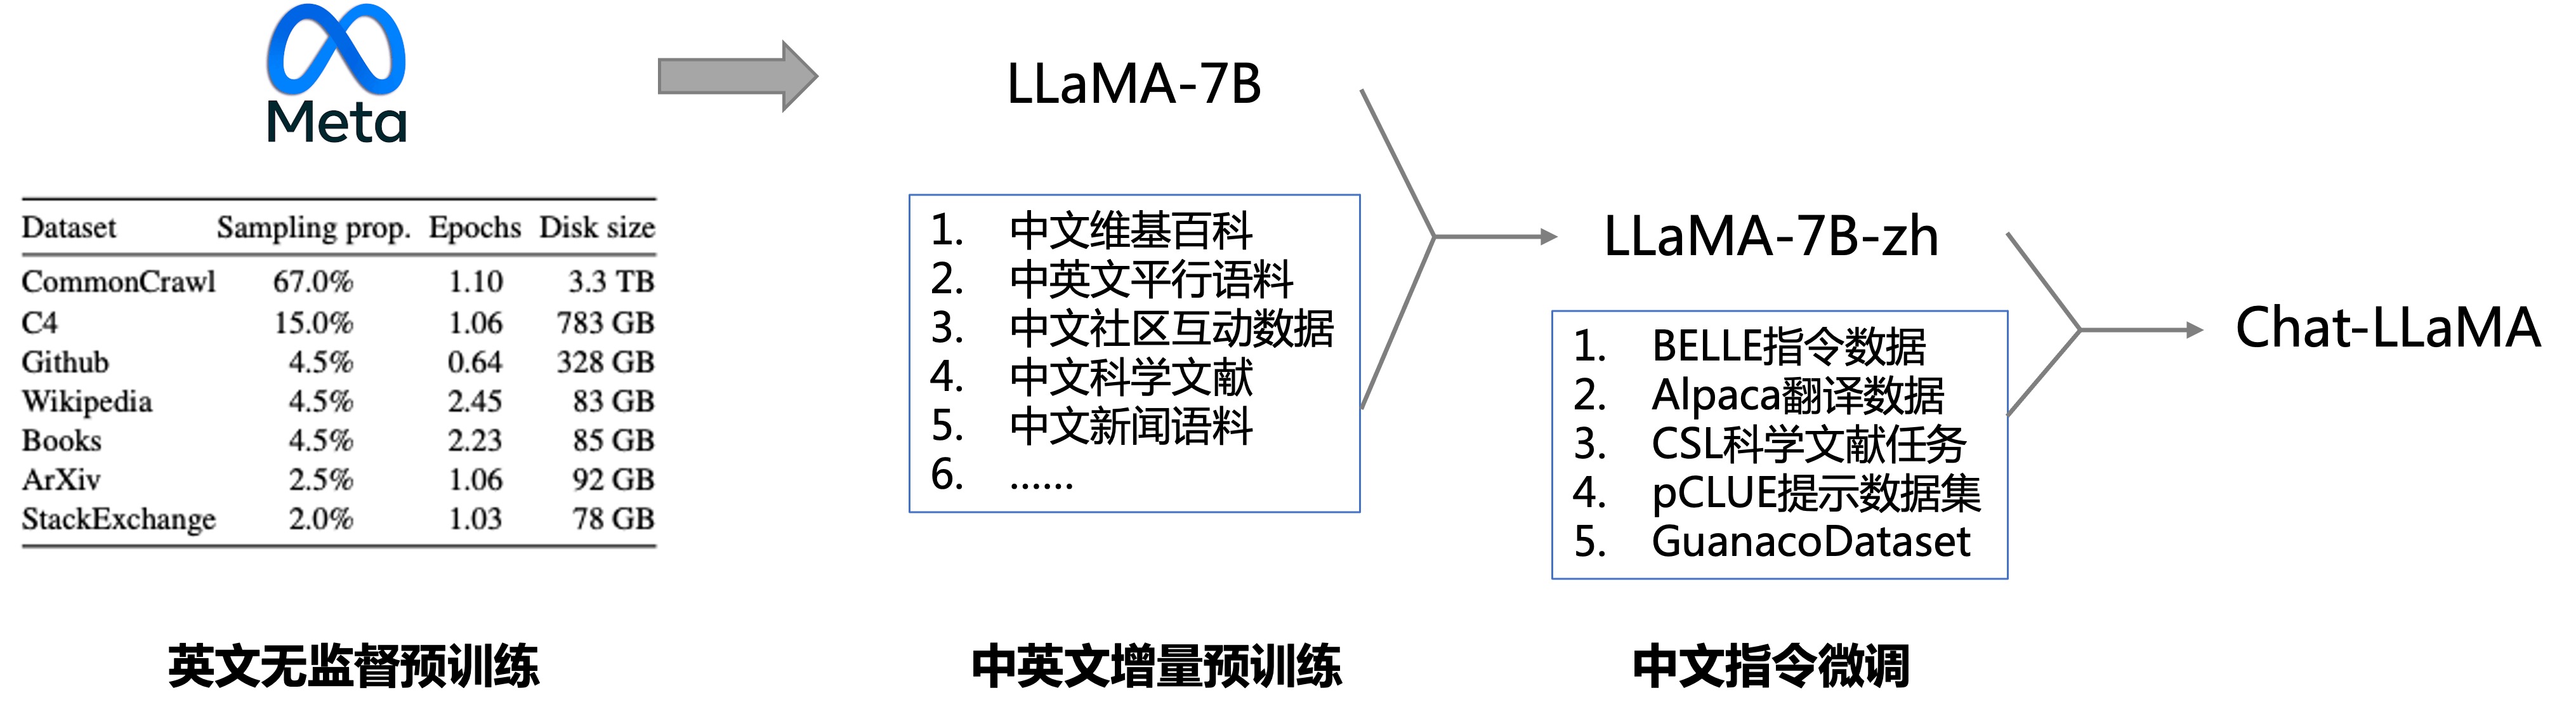 Meta
Dataset Sampling prop. Epochs Disk size
CommonCrawl 67.0% 1.10 3.3 TB
C4 15.0% 1.06 783 GB
Github 4.5% 0.64 328 GB
Wikipedia 4.5% 2.45 83 GB
Books 4.5% 2.23 85 GB
ArXiv 2.5% 1.06 92 GB
StackExchange 2.0% 1.03 78 GB
英文无监督预训练
LLaMA-7B
1. 中文维基百科
2. 中英文平行语料
3. 中文社区互动数据
4. 中文科学文献
5. 中文新闻语料
6. ......
中英文增量预训练
LLaMA-7B-zh
1. BELLE指令数据
2. Alpaca翻译数据
3. CSL科学文献任务
4. pCLUE提示数据集
5. GuanacoDataset
中文指令微调
Chat-LLaMA